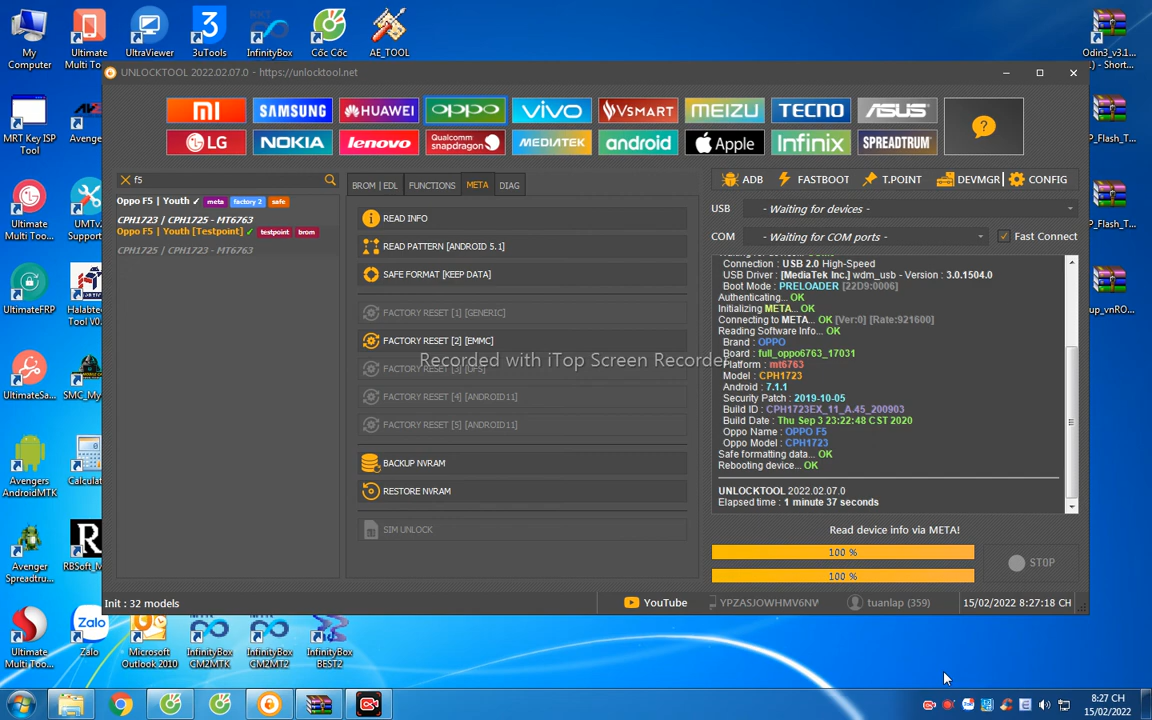 My Computer
Ultimate Multi To...
UltraViewer
3uTools
InfinityBox
Cốc Cốc
AE_TOOL
Odin3_v3.1... ) - Short...
UNLOCKTOOL 2022.02.07.0 - https://unlocktool.net
MRT Key ISP Tool
Avenge
Ultimate Multi Too...
UMTv2 Support
UltimateFRP
Halabtec Tool V0.
UltimateSa...
SMC_My
Avengers AndroidMTK
Calculat
Avenger Spreadtru...
RBSoft_M
Ultimate Multi Too...
Zalo
Microsoft Outlook 2010
InfinityBox CM2MTK
InfinityBox CM2MT2
InfinityBox BEST2
P_Flash_T...
P_Flash_T...
up_vnRO...
mi SAMSUNG HUAWEI oppo vivo VSMART MEIZU TECNO ASUS
LG NOKIA lenovo Qualcomm snapdragon MEDIATEK android Apple Infinix SPREADTRUM
f5
Oppo F5 | Youth ✓ meta factory 2 safe
CPH1723 / CPH1725 - MT6763
Oppo F5 | Youth [Testpoint] ✓ testpoint brom
CPH1725 / CPH1723 - MT6763
BROM | EDL FUNCTIONS META DIAG
READ INFO
READ PATTERN [ANDROID 5.1]
SAFE FORMAT [KEEP DATA]
FACTORY RESET [1] [GENERIC]
FACTORY RESET [2] [EMMC]
FACTORY RESET [3] [UFS]
FACTORY RESET [4] [ANDROID11]
FACTORY RESET [5] [ANDROID11]
BACKUP NVRAM
RESTORE NVRAM
SIM UNLOCK
Recorded with iTop Screen Recorder
ADB FASTBOOT T.POINT DEVMGR CONFIG
USB - Waiting for devices -
COM - Waiting for COM ports - Fast Connect
Connection : USB 2.0 High-Speed
USB Driver : [MediaTek Inc.] wdm_usb - Version : 3.0.1504.0
Boot Mode : PRELOADER [22D9:0006]
Authenticating... OK
Initializing META... OK
Connecting to META... OK [Ver:0] [Rate:921600]
Reading Software Info... OK
Brand : OPPO
Board : full_oppo6763_17031
Platform : mt6763
Model : CPH1723
Android : 7.1.1
Security Patch : 2019-10-05
Build ID : CPH1723EX_11_A.45_200903
Build Date : Thu Sep 3 23:22:48 CST 2020
Oppo Name : OPPO F5
Oppo Model : CPH1723
Safe formatting data... OK
Rebooting device... OK
UNLOCKTOOL 2022.02.07.0
Elapsed time : 1 minute 37 seconds
Read device info via META!
100 %
100 %
STOP
Init : 32 models
YouTube
YPZASJOWHMV6NV
tuanlap (359)
15/02/2022 8:27:18 CH
8:27 CH
15/02/2022